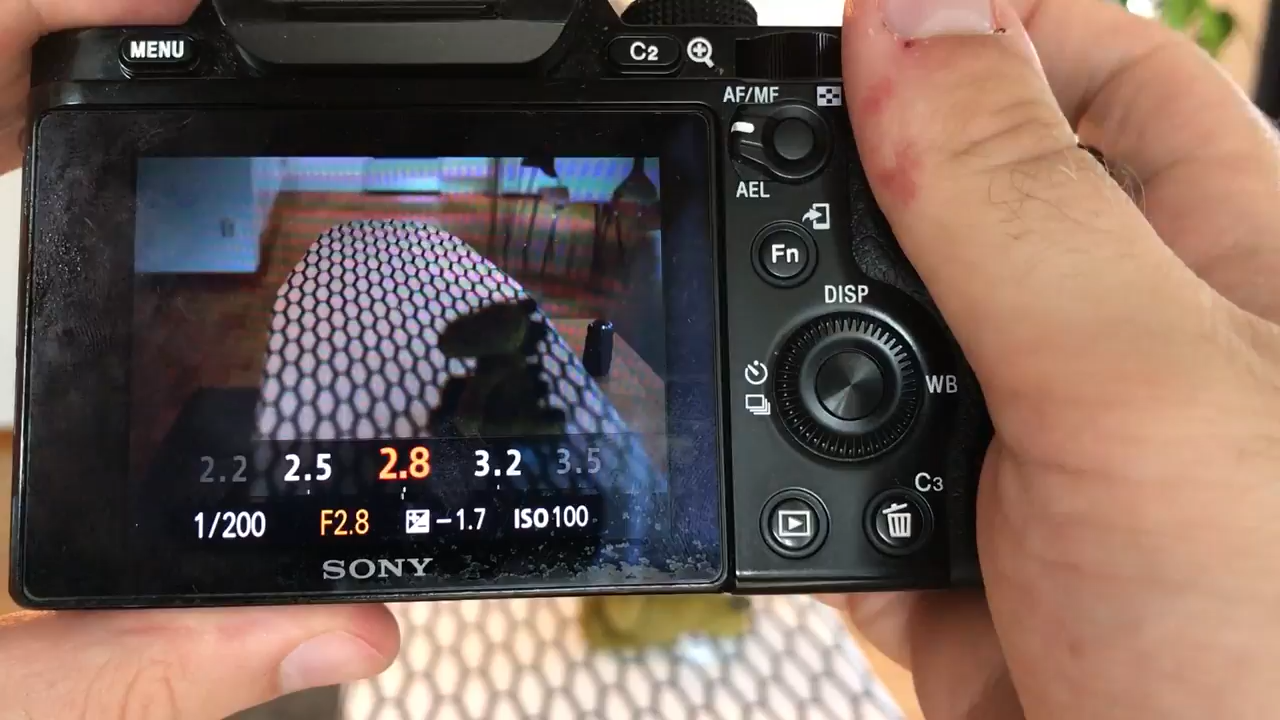 MENU
C2
AF/MF
AEL
Fn
DISP
WB
2.2 2.5 2.8 3.2 3.5
1/200 F2.8 -1.7 ISO100
C3
SONY